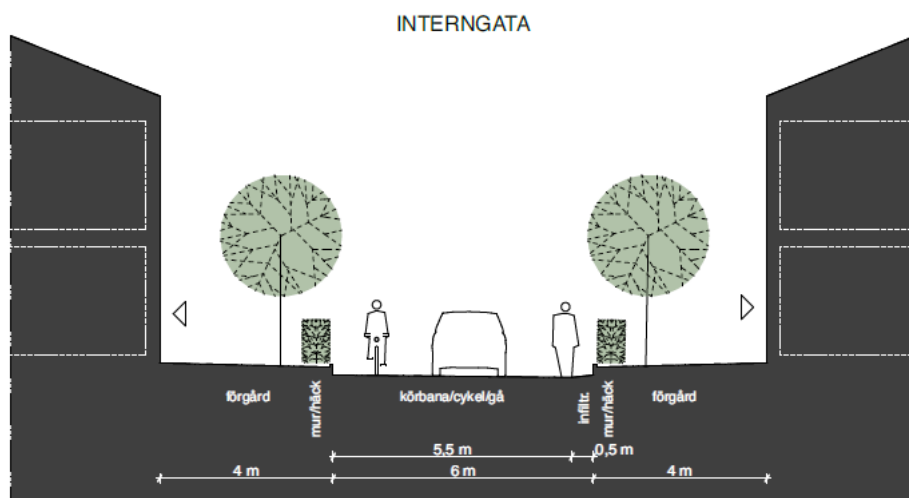 INTERNGATA
förgård
mur/häck
körbana/cykel/gå
infiltr.
mur/häck
förgård
5,5 m
0,5 m
4 m
6 m
4 m